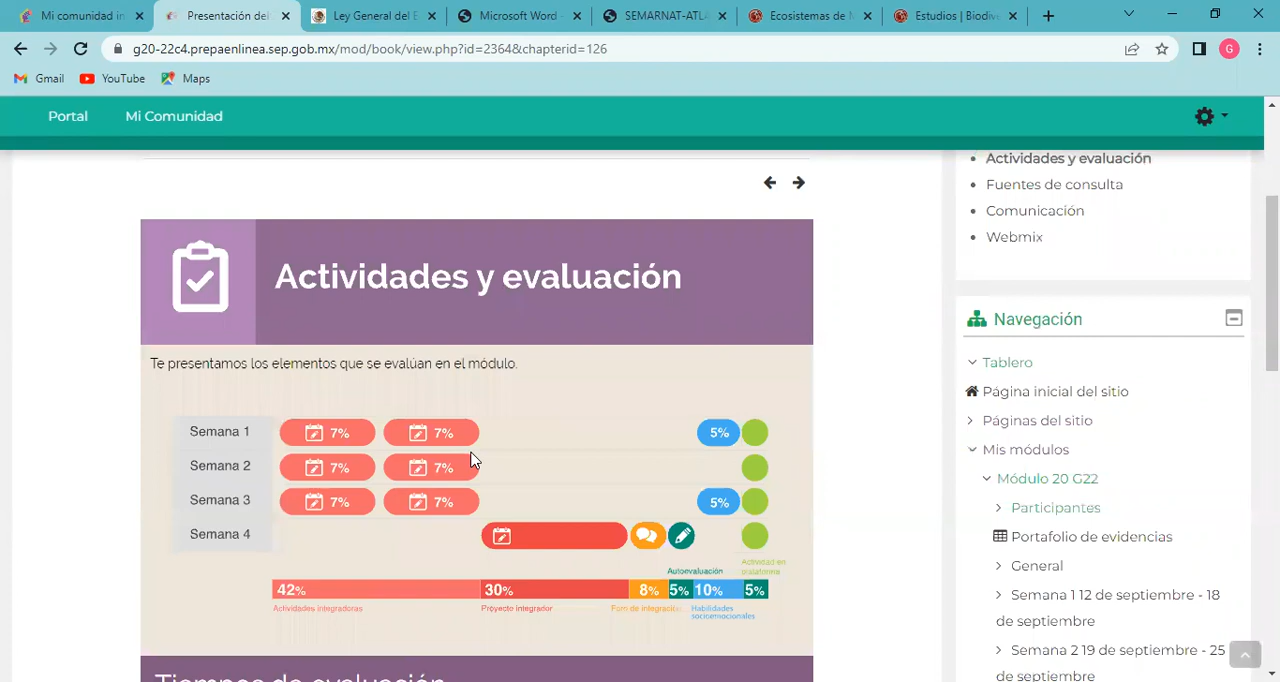 Mi comunidad in
Presentación del
Ley General del E
Microsoft Word -
SEMARNAT-ATLA
Ecosistemas de M
Estudios | Biodive
g20-22c4.prepaenlinea.sep.gob.mx/mod/book/view.php?id=2364&chapterid=126
G
Gmail
YouTube
Maps
Portal
Mi Comunidad
Actividades y evaluación
Fuentes de consulta
Comunicación
Webmix
Actividades y evaluación
Te presentamos los elementos que se evalúan en el módulo.
Semana 1 7% 7% 5%
Semana 2 7% 7%
Semana 3 7% 7% 5%
Semana 4
Autoevaluación
Actividad en
plataforma
42% 30% 8% 5% 10% 5%
Actividades integradoras
Proyecto integrador
Foro de integraci
Habilidades
socioemocionales
Tiempos de evaluación
Navegación
Tablero
Página inicial del sitio
Páginas del sitio
Mis módulos
Módulo 20 G22
Participantes
Portafolio de evidencias
General
Semana 1 12 de septiembre - 18
de septiembre
Semana 2 19 de septiembre - 25
de septiembre